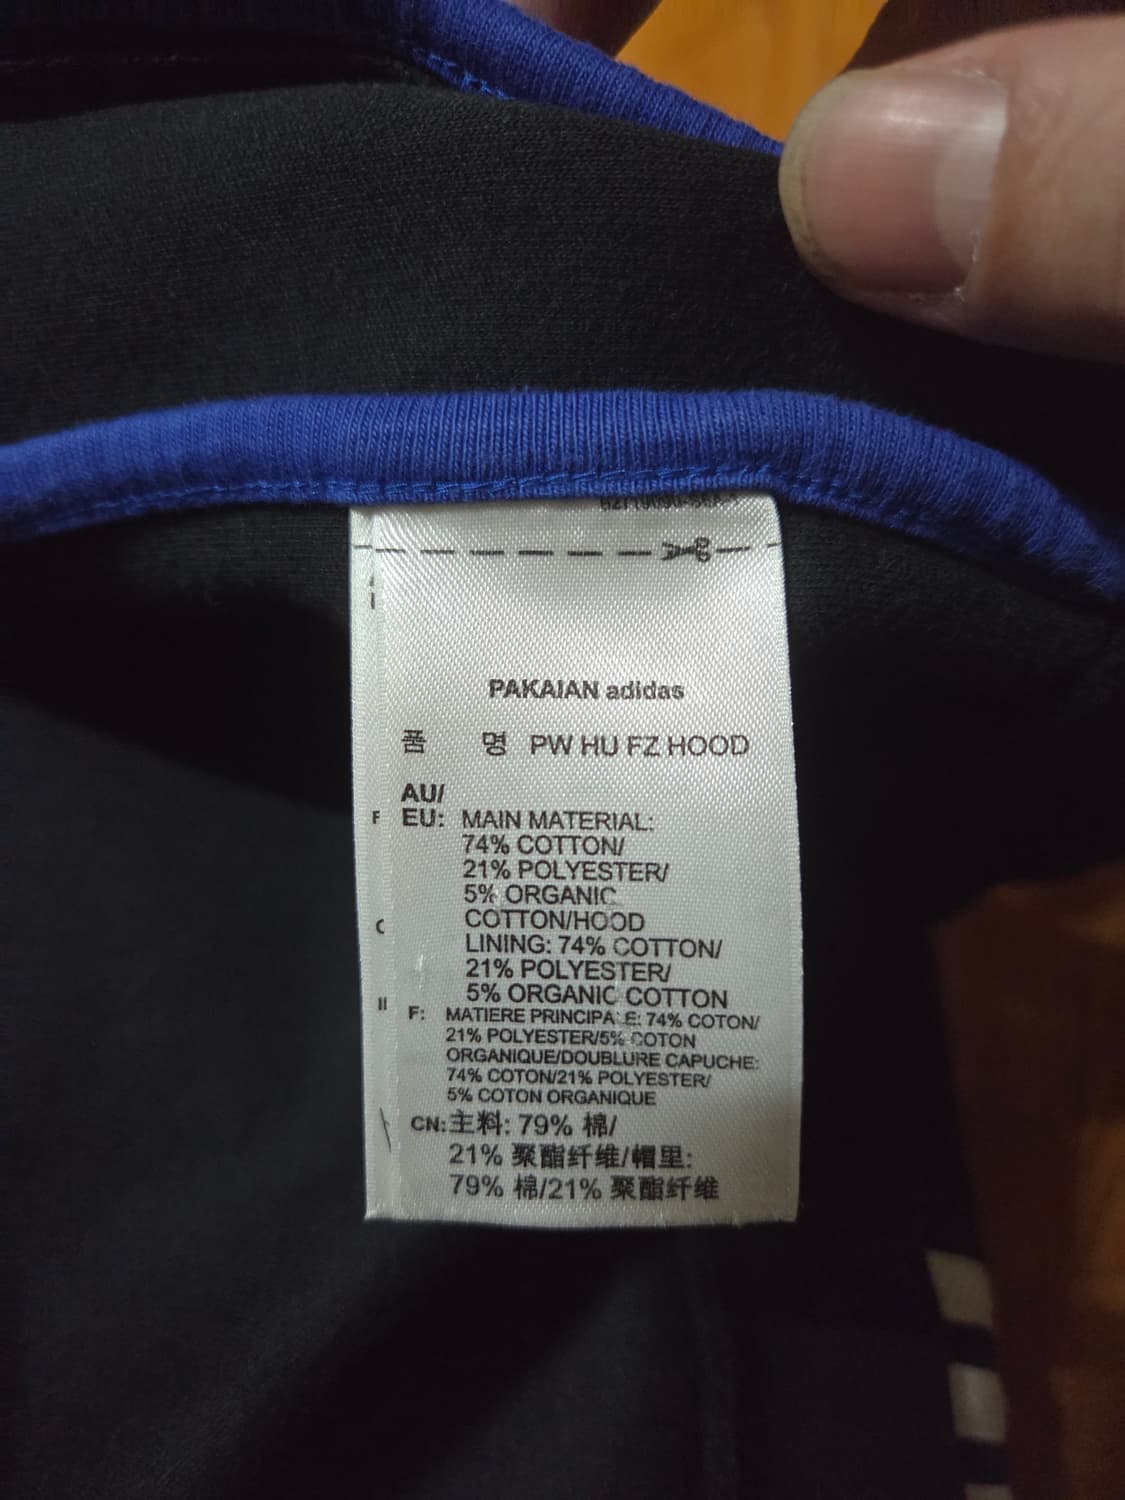 PAKAIAN adidas
품 명 PW HU FZ HOOD
AU/
EU: MAIN MATERIAL:
74% COTTON/
21% POLYESTER/
5% ORGANIC
COTTON/HOOD
LINING: 74% COTTON/
21% POLYESTER/
5% ORGANIC COTTON
F: MATIERE PRINCIPALE: 74% COTON/
21% POLYESTER/5% COTON
ORGANIQUE/DOUBLURE CAPUCHE:
74% COTON/21% POLYESTER/
5% COTON ORGANIQUE
CN:主料: 79% 棉/
21% 聚酯纤维/帽里:
79% 棉/21% 聚酯纤维